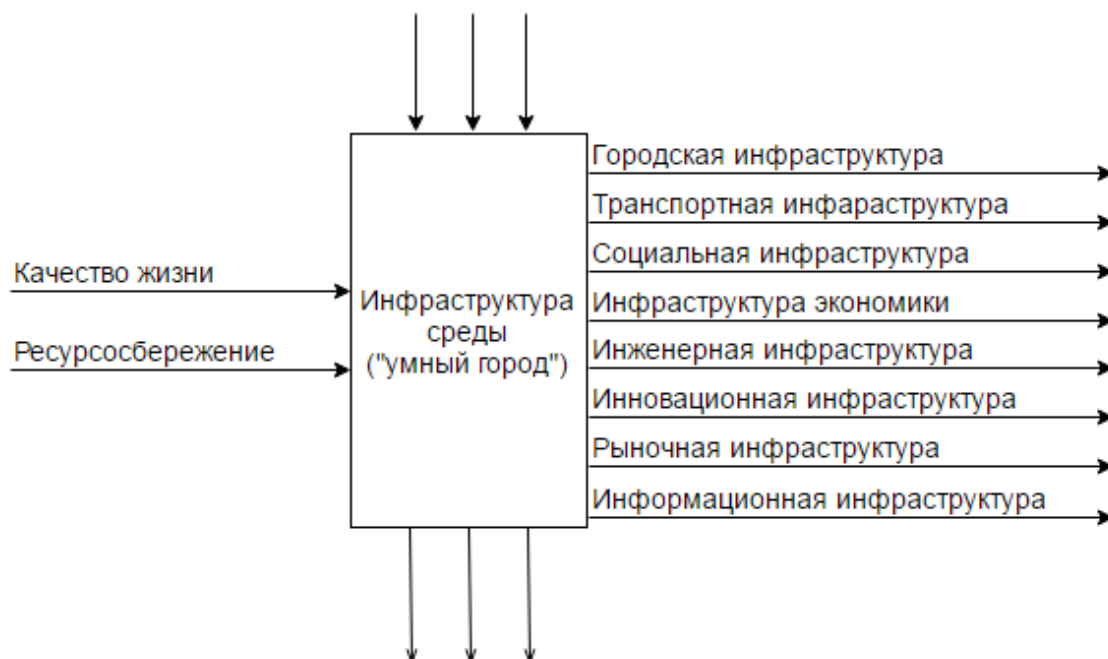 Качество жизни
Ресурсосбережение
Инфраструктура
среды
("умный город")
Городская инфраструктура
Транспортная инфараструктура
Социальная инфраструктура
Инфраструктура экономики
Инженерная инфраструктура
Инновационная инфраструктура
Рыночная инфраструктура
Информационная инфраструктура